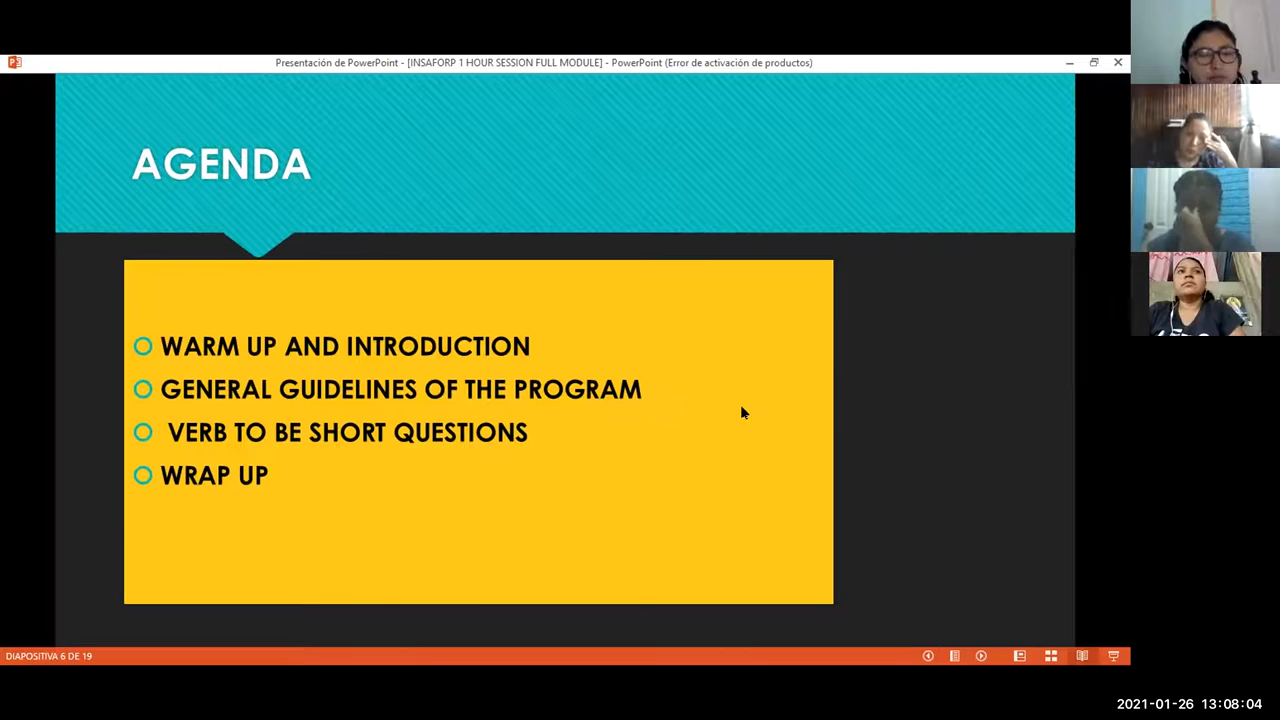 Presentación de PowerPoint - [INSAFORP 1 HOUR SESSION FULL MODULE] - PowerPoint (Error de activación de productos)
AGENDA
WARM UP AND INTRODUCTION
GENERAL GUIDELINES OF THE PROGRAM
VERB TO BE SHORT QUESTIONS
WRAP UP
DIAPOSITIVA 6 DE 19
2021-01-26 13:08:04